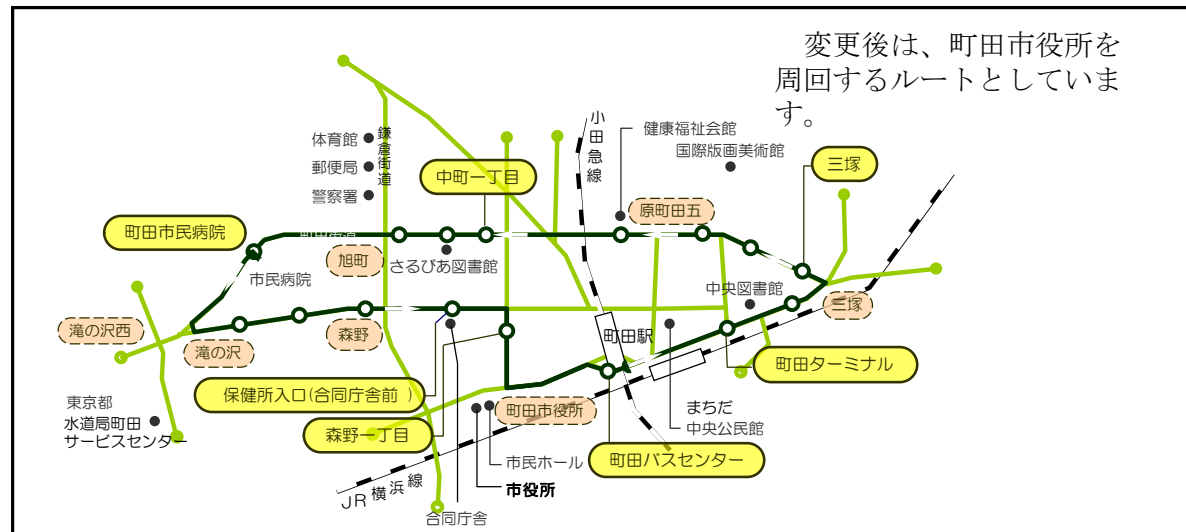 変更後は、町田市役所を
周回するルートとしていま
す。
小田急線
健康福祉会館
国際版画美術館
体育館
郵便局
警察署
鎌倉街道
中町一丁目
三塚
町田市民病院
町田街道
原町田五
旭町
さるびあ図書館
市民病院
中央図書館
三塚
滝の沢西
滝の沢
森野
町田駅
町田ターミナル
保健所入口(合同庁舎前 )
東京都
水道局町田
サービスセンター
森野一丁目
町田市役所
まちだ
中央公民館
市民ホール
町田バスセンター
市役所
JR横浜線
合同庁舎